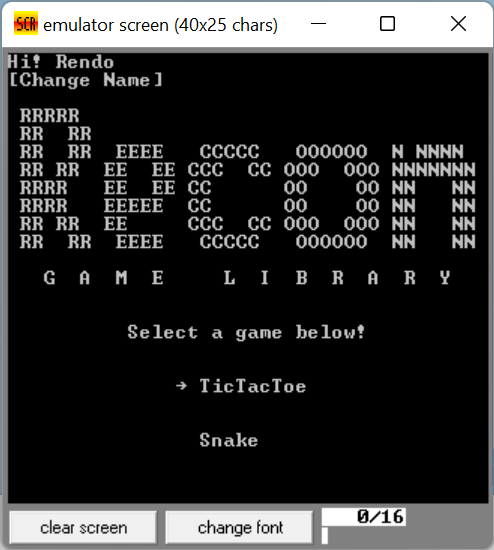 SCR emulator screen (40x25 chars)
Hi! Rendo
[Change Name]
RRRRR
RR  RR
RR  RR  EEEE   CCCCC   OOOOOO  N NNNN
RR RR  EE  EE CCC  CC OOO  OOO NNNNNNN
RRRR   EE  EE CC      OO    OO NN   NN
RRRR   EEEEE  CC      OO    OO NN   NN
RR RR  EE     CCC  CC OOO  OOO NN   NN
RR  RR  EEEE   CCCCC   OOOOOO  NN   NN
G A M E   L I B R A R Y
Select a game below!
→ TicTacToe
Snake
clear screen change font 0/16